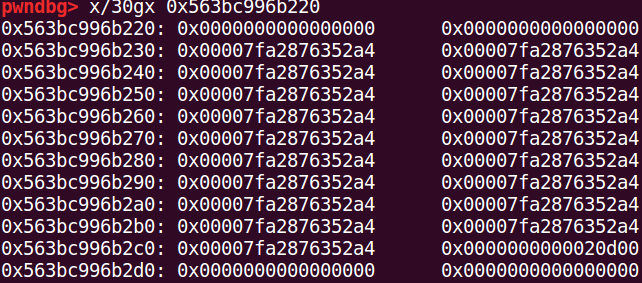 pwndbg> x/30gx 0x563bc996b220
0x563bc996b220: 0x0000000000000000 0x0000000000000000
0x563bc996b230: 0x00007fa2876352a4 0x00007fa2876352a4
0x563bc996b240: 0x00007fa2876352a4 0x00007fa2876352a4
0x563bc996b250: 0x00007fa2876352a4 0x00007fa2876352a4
0x563bc996b260: 0x00007fa2876352a4 0x00007fa2876352a4
0x563bc996b270: 0x00007fa2876352a4 0x00007fa2876352a4
0x563bc996b280: 0x00007fa2876352a4 0x00007fa2876352a4
0x563bc996b290: 0x00007fa2876352a4 0x00007fa2876352a4
0x563bc996b2a0: 0x00007fa2876352a4 0x00007fa2876352a4
0x563bc996b2b0: 0x00007fa2876352a4 0x00007fa2876352a4
0x563bc996b2c0: 0x00007fa2876352a4 0x0000000000020d00
0x563bc996b2d0: 0x0000000000000000 0x0000000000000000